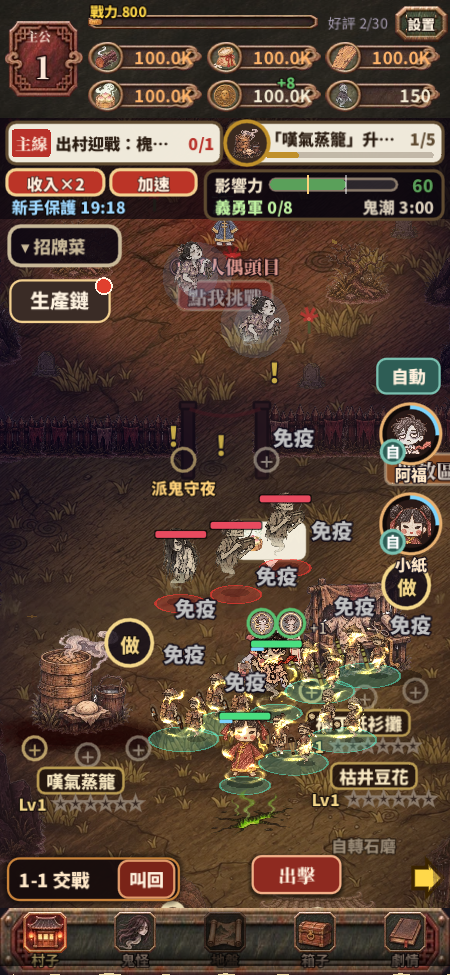 戰力 800
好評 2/30
設置
主公
1
100.0K
100.0K
100.0K
+8
100.0K
100.0K
150
主線 出村迎戰：槐… 0/1
「嘆氣蒸籠」升… 1/5
收入×2
加速
影響力
60
新手保護 19:18
義勇軍 0/8
鬼潮 3:00
▾招牌菜
人偶頭目
點我挑戰
生產鏈
自動
!
!
!
免疫
自
阿福
派鬼守夜
免疫
自
小紙
免疫
做
免疫
免疫
免疫
做
免疫
免疫
嘆氣蒸籠
Lv1
衫攤
枯井豆花
Lv1
自轉石磨
1-1 交戰
叫回
出擊
村子
鬼怪
地盤
箱子
劇情